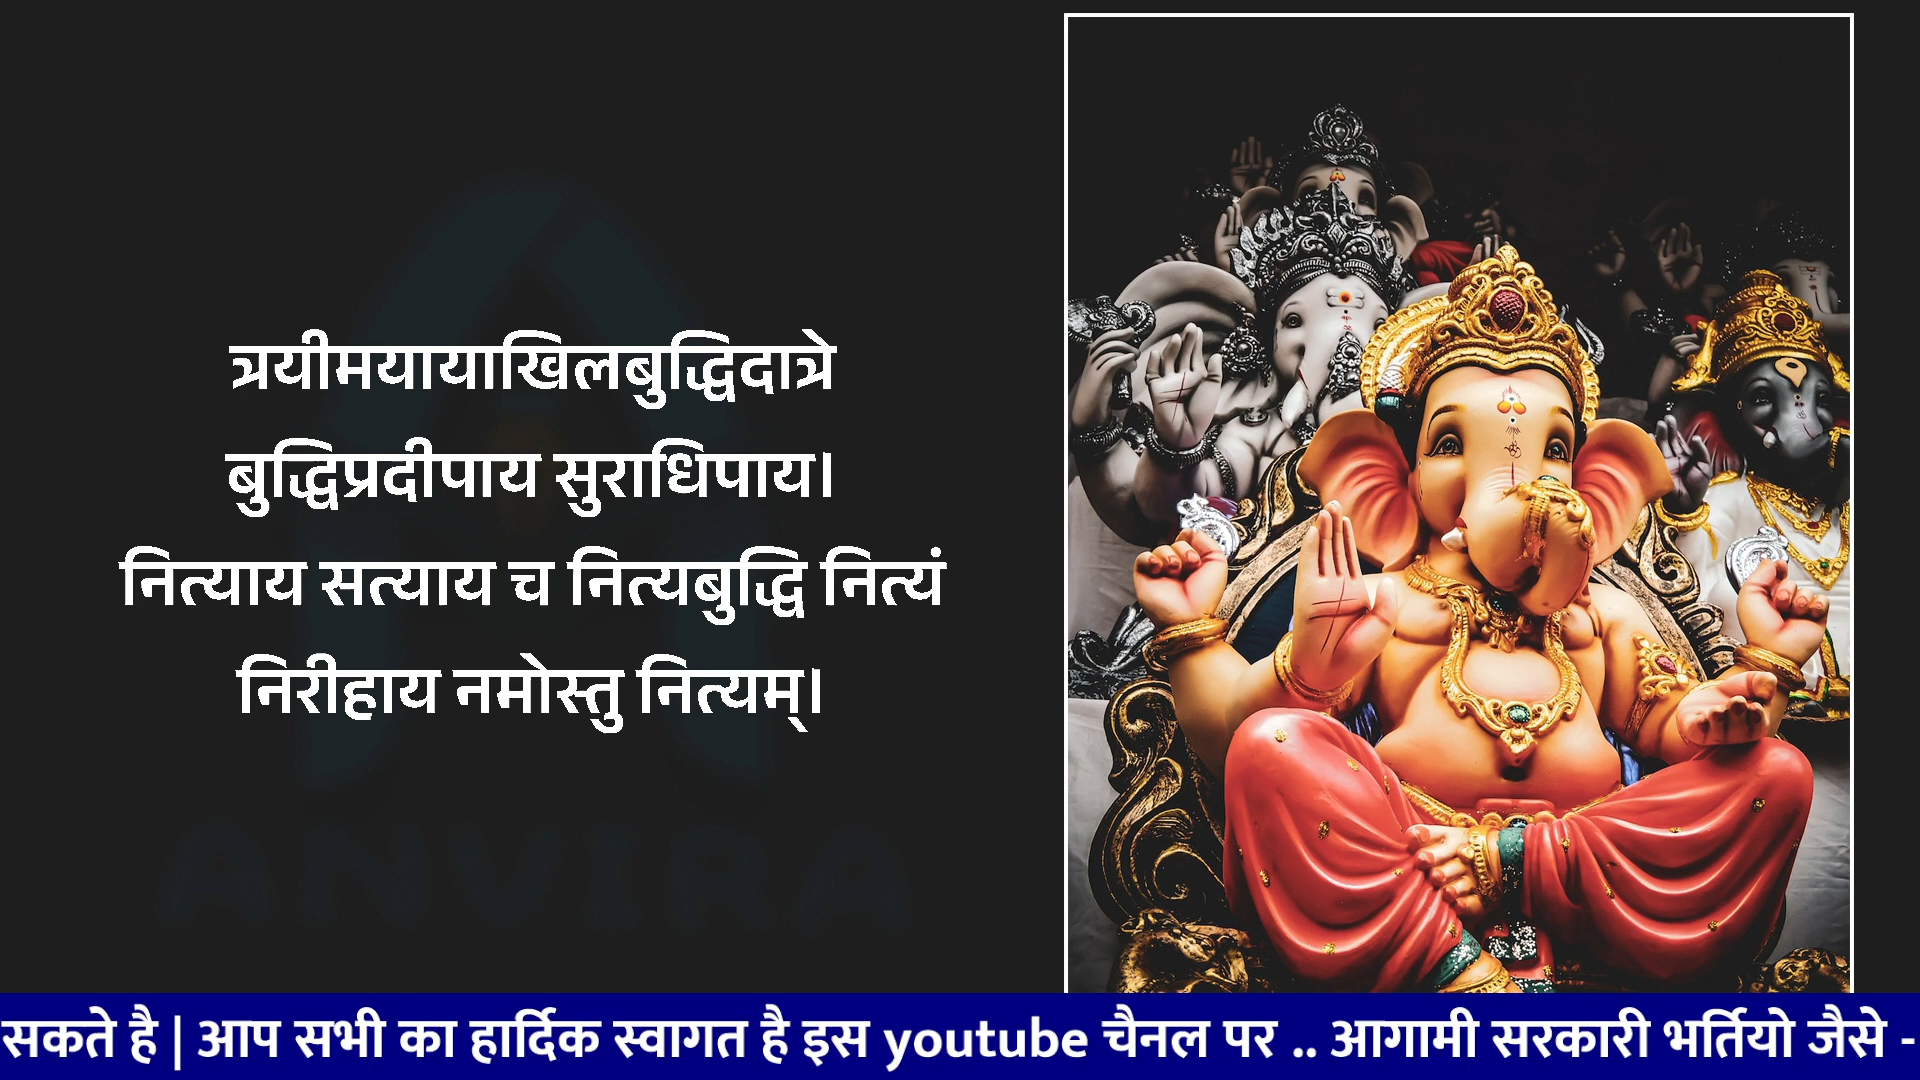 त्रयीमयायाखिलबुद्धिदात्रे
बुद्धिप्रदीपाय सुराधिपाय।
नित्याय सत्याय च नित्यबुद्धि नित्यं
निरीहाय नमोस्तु नित्यम्।
ANVIRA
सकते है | आप सभी का हार्दिक स्वागत है इस youtube चैनल पर .. आगामी सरकारी भर्तियो जैसे -